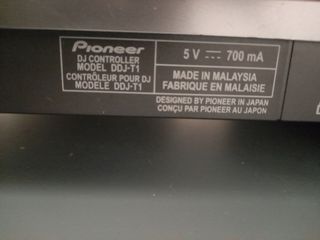 Pioneer
DJ CONTROLLER
MODEL DDJ-T1
CONTRÔLEUR POUR DJ
MODELE DDJ-T1
5 V ⎓ 700 mA
MADE IN MALAYSIA
FABRIQUE EN MALAISIE
DESIGNED BY PIONEER IN JAPAN
CONÇU PAR PIONEER AU JAPON